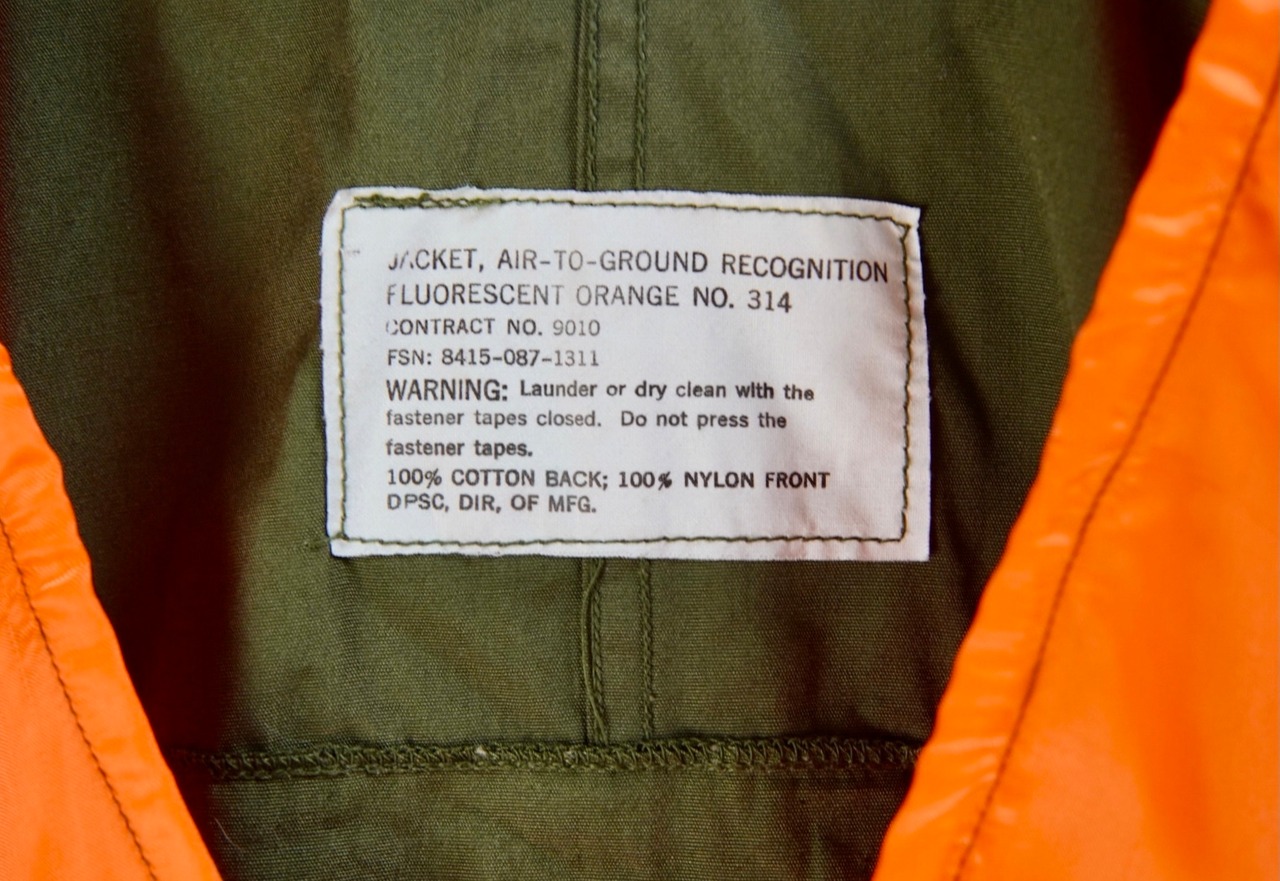 JACKET, AIR-TO-GROUND RECOGNITION
FLUORESCENT ORANGE NO. 314
CONTRACT NO. 9010
FSN: 8415-087-1311
WARNING: Launder or dry clean with the
fastener tapes closed. Do not press the
fastener tapes.
100% COTTON BACK; 100% NYLON FRONT
DPSC, DIR, OF MFG.